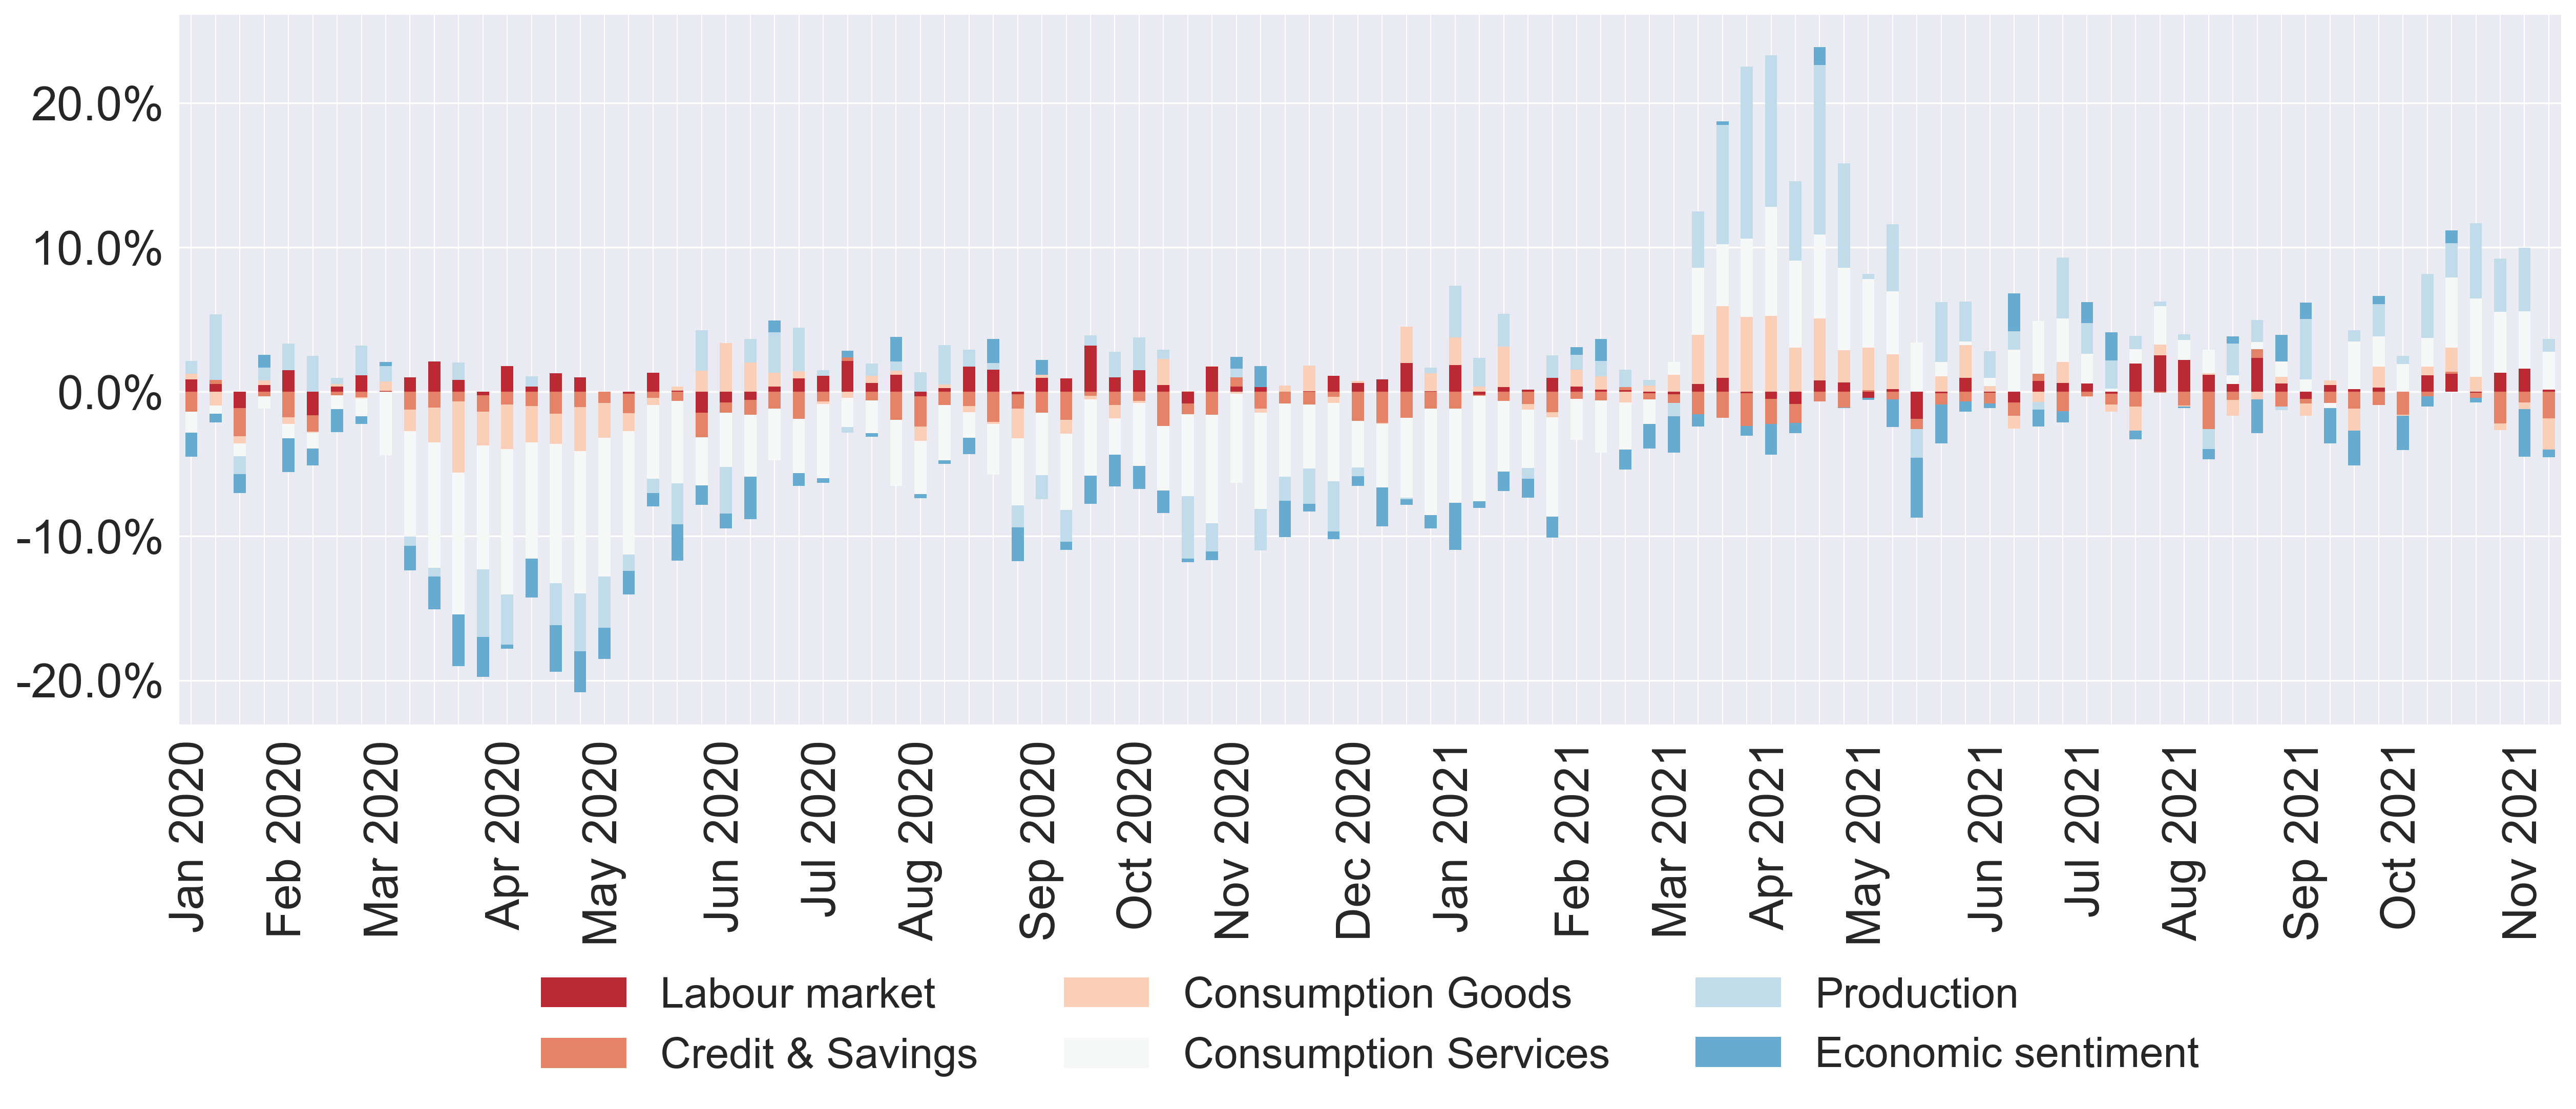 20.0%
10.0%
0.0%
-10.0%
-20.0%
Jan 2020
Feb 2020
Mar 2020
Apr 2020
May 2020
Jun 2020
Jul 2020
Aug 2020
Sep 2020
Oct 2020
Nov 2020
Dec 2020
Jan 2021
Feb 2021
Mar 2021
Apr 2021
May 2021
Jun 2021
Jul 2021
Aug 2021
Sep 2021
Oct 2021
Nov 2021
Labour market
Consumption Goods
Production
Credit & Savings
Consumption Services
Economic sentiment